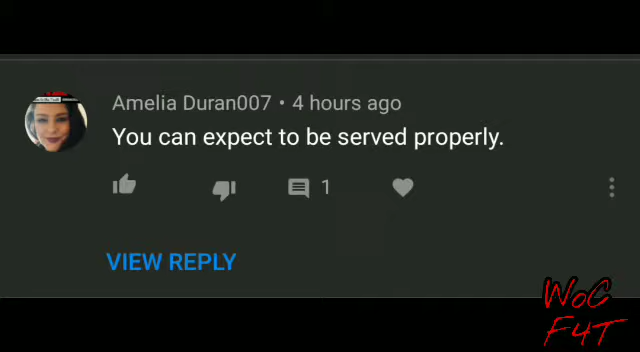 Amelia Duran007 • 4 hours ago
You can expect to be served properly.
1
VIEW REPLY
WoC
F4T